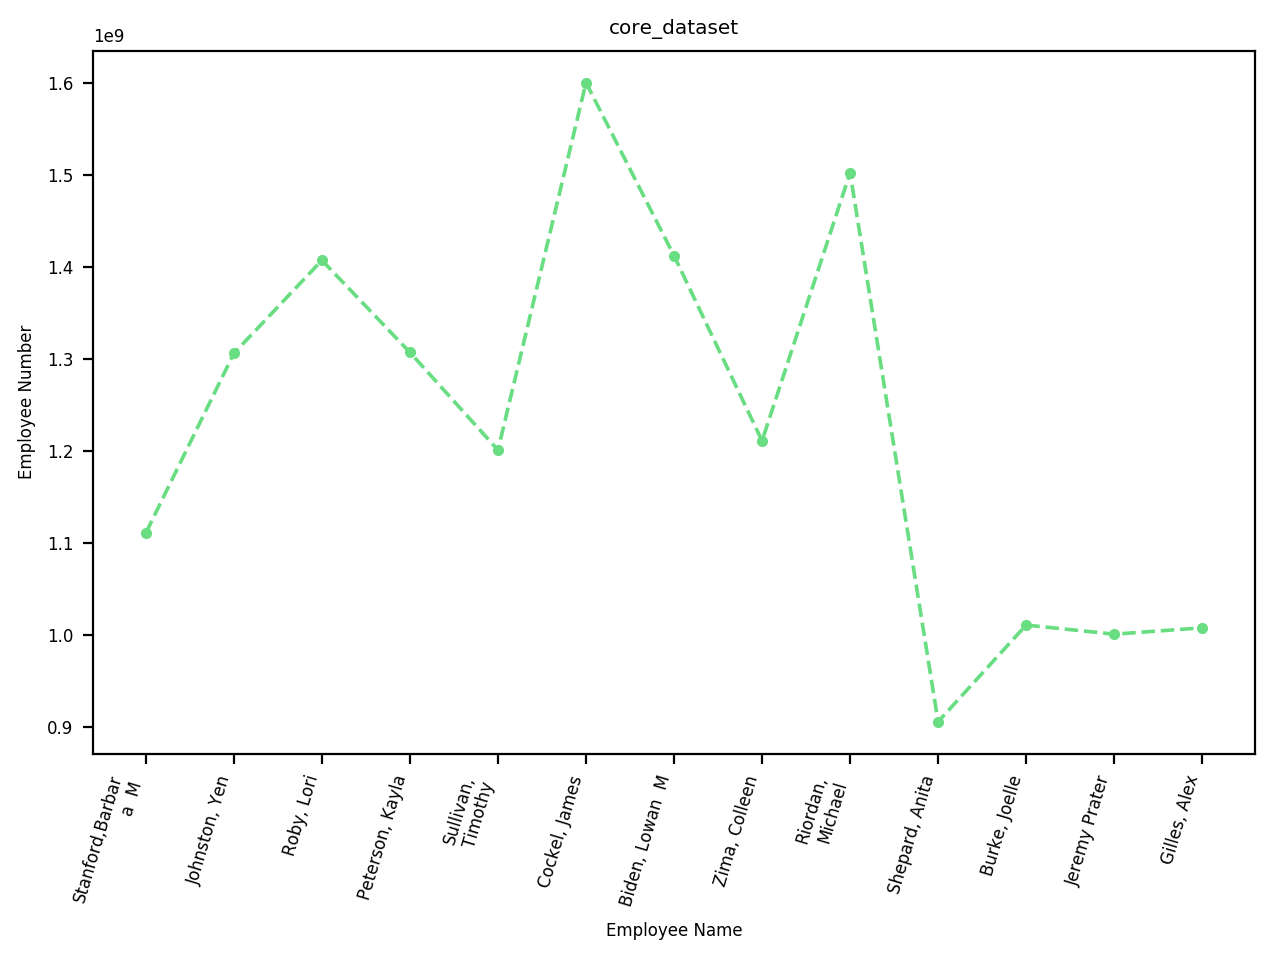 core_dataset
1e9
1.6
1.5
1.4
1.3
1.2
1.1
1.0
0.9
Employee Number
Stanford,Barbar
a  M
Johnston, Yen
Roby, Lori
Peterson, Kayla
Sullivan,
Timothy
Cockel, James
Biden, Lowan  M
Zima, Colleen
Riordan,
Michael
Shepard, Anita
Burke, Joelle
Jeremy Prater
Gilles, Alex
Employee Name